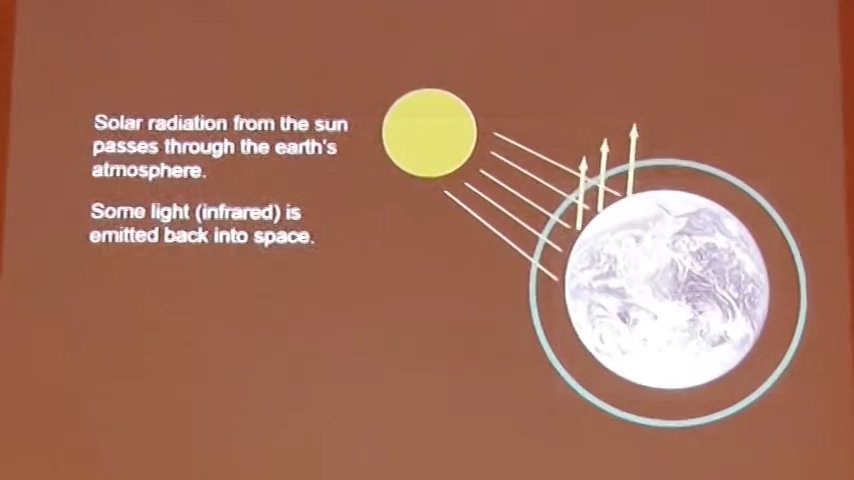 Solar radiation from the sun
passes through the earth's
atmosphere.
Some light (infrared) is
emitted back into space.